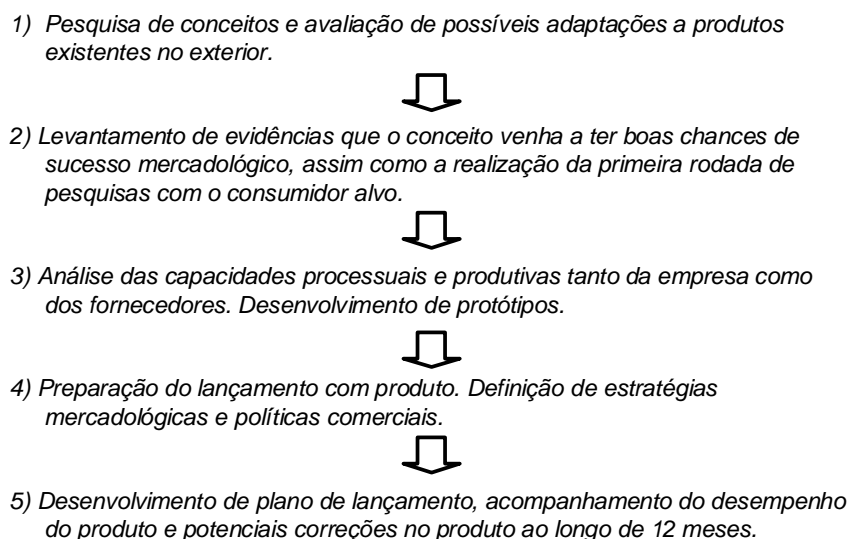 1) Pesquisa de conceitos e avaliação de possíveis adaptações a produtos
existentes no exterior.
2) Levantamento de evidências que o conceito venha a ter boas chances de
sucesso mercadológico, assim como a realização da primeira rodada de
pesquisas com o consumidor alvo.
3) Análise das capacidades processuais e produtivas tanto da empresa como
dos fornecedores. Desenvolvimento de protótipos.
4) Preparação do lançamento com produto. Definição de estratégias
mercadológicas e políticas comerciais.
5) Desenvolvimento de plano de lançamento, acompanhamento do desempenho
do produto e potenciais correções no produto ao longo de 12 meses.